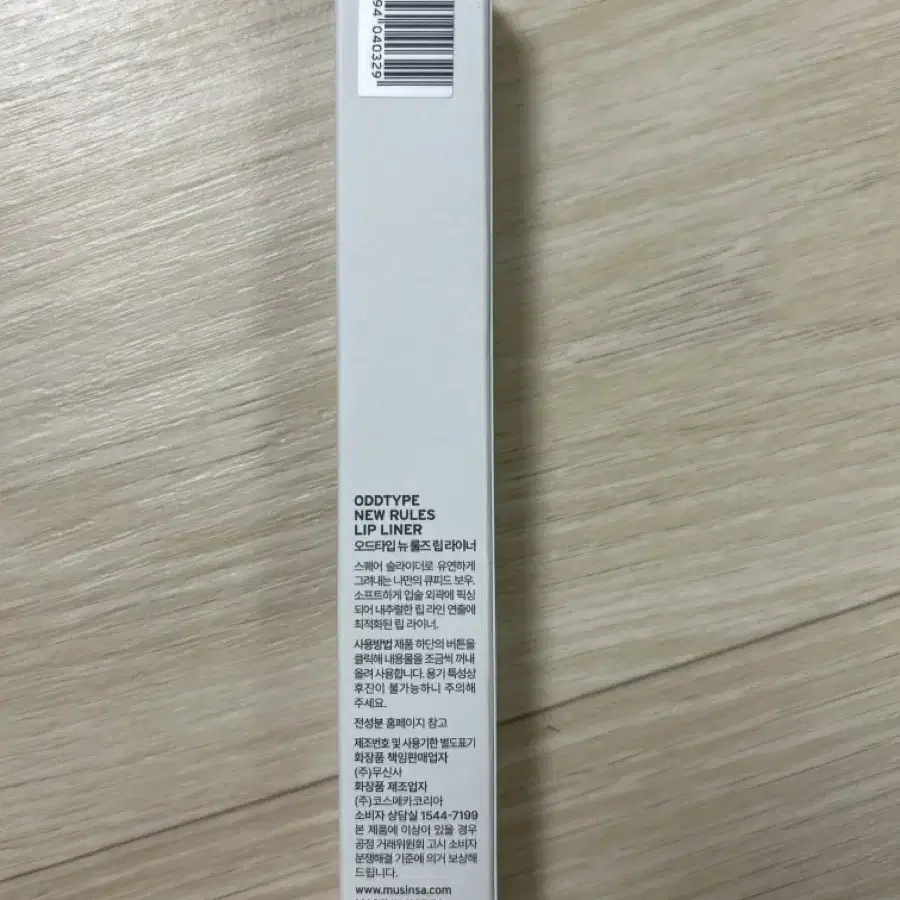 94 040329
ODDTYPE
NEW RULES
LIP LINER
오드타입 뉴 룰즈 립 라이너
스퀘어 슬라이더로 유연하게
그려내는 나만의 큐피드 보우.
소프트하게 입술 외곽에 픽싱
되어 내추럴한 립 라인 연출에
최적화된 립 라이너.
사용방법 제품 하단의 버튼을
클릭해 내용물을 조금씩 꺼내
올려 사용합니다. 용기 특성상
후진이 불가능하니 주의해
주세요.
전성분 홈페이지 참고
제조번호 및 사용기한 별도표기
화장품 책임판매업자
(주)무신사
화장품 제조업자
(주)코스메카코리아
소비자 상담실 1544-7199
본 제품에 이상이 있을 경우
공정 거래위원회 고시 소비자
분쟁해결 기준에 의거 보상해
드립니다.
www.musinsa.com